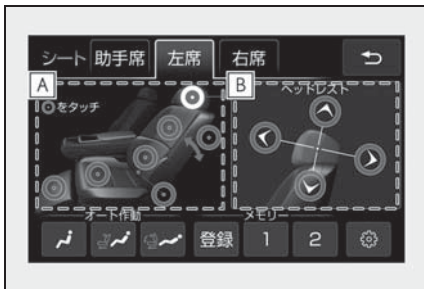 シート 助手席 左席 右席
A
B
ヘッドレスト
をタッチ
オート作動
メモリー
登録 1 2